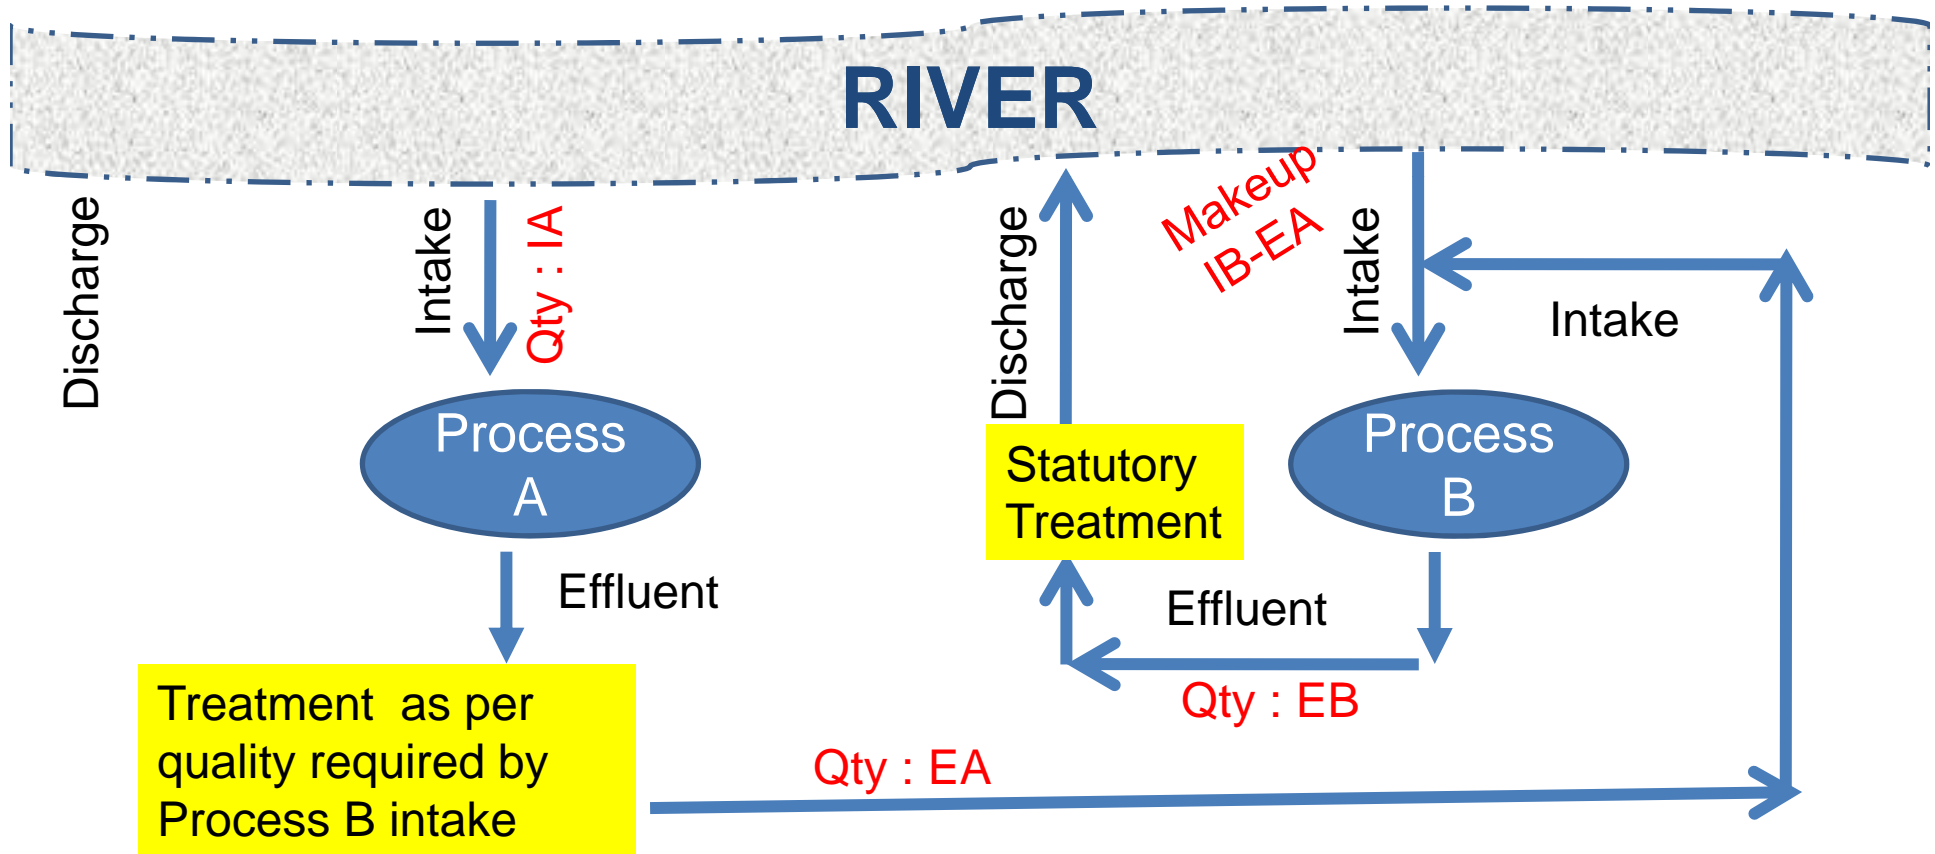 RIVER
Discharge
Intake
Qty : IA
Discharge
Makeup
IB-EA
Intake
Intake
Process
A
Statutory
Treatment
Process
B
Effluent
Effluent
Treatment as per
quality required by
Process B intake
Qty : EB
Qty : EA